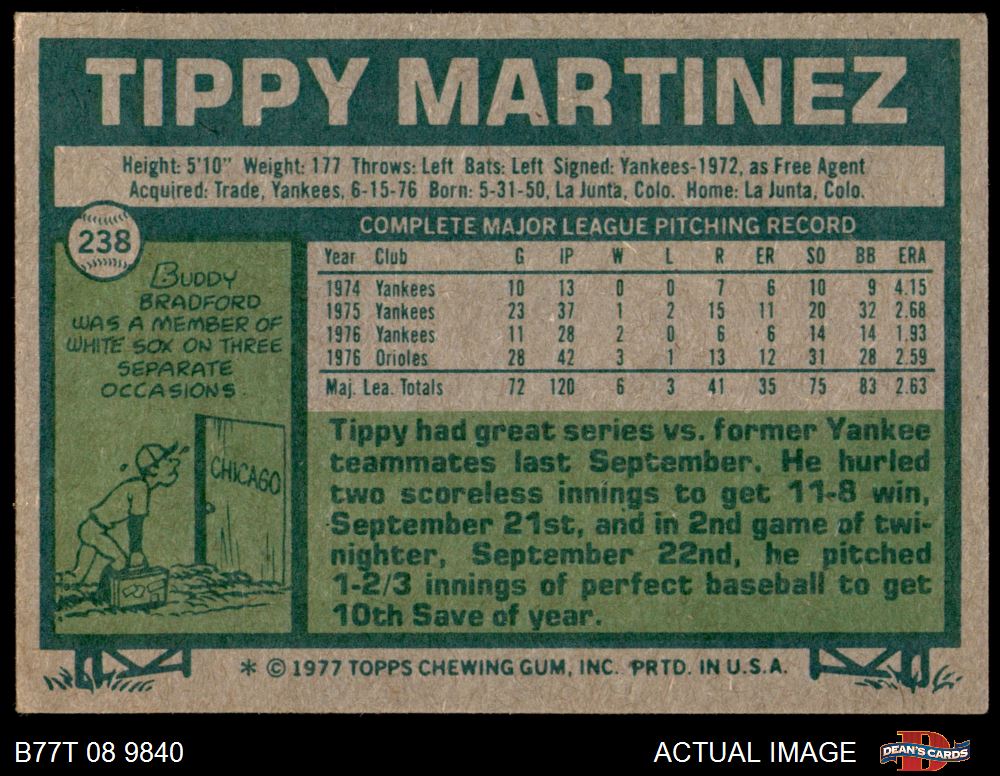 TIPPY MARTINEZ
Height: 5'10" Weight: 177 Throws: Left Bats: Left Signed: Yankees-1972, as Free Agent
Acquired: Trade, Yankees, 6-15-76 Born: 5-31-50, La Junta, Colo. Home: La Junta, Colo.
238
BUDDY
BRADFORD
WAS A MEMBER OF
WHITE SOX ON THREE
SEPARATE
OCCASIONS.
CHICAGO
COMPLETE MAJOR LEAGUE PITCHING RECORD
Year Club G IP W L R ER SO BB ERA
1974 Yankees 10 13 0 0 7 6 10 9 4.15
1975 Yankees 23 37 1 2 15 11 20 32 2.68
1976 Yankees 11 28 2 0 6 6 14 14 1.93
1976 Orioles 28 42 3 1 13 12 31 28 2.59
Maj. Lea. Totals 72 120 6 3 41 35 75 83 2.63
Tippy had great series vs. former Yankee
teammates last September. He hurled
two scoreless innings to get 11-8 win,
September 21st, and in 2nd game of twi-
nighter, September 22nd, he pitched
1-2/3 innings of perfect baseball to get
10th Save of year.
* © 1977 TOPPS CHEWING GUM, INC. PRTD. IN U.S.A.
B77T 08 9840
ACTUAL IMAGE
D
DEAN'S CARDS